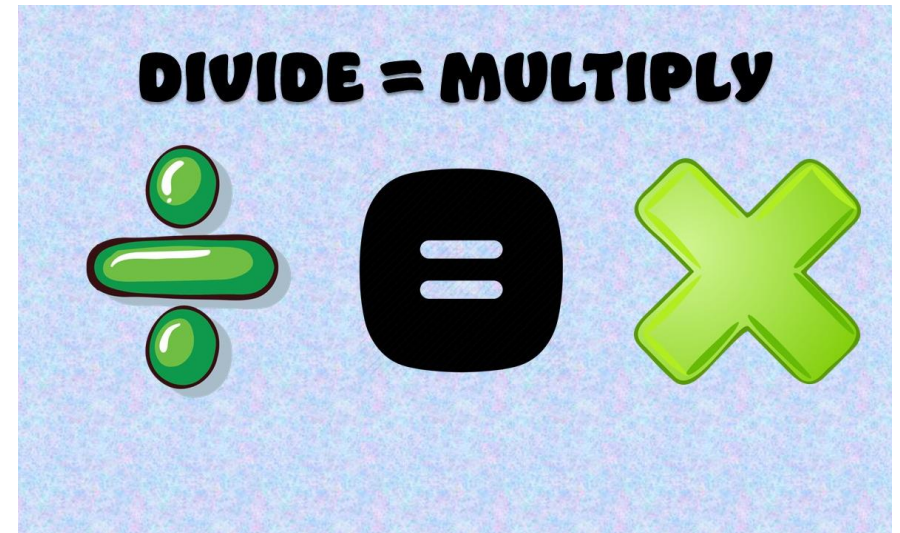 DIVIDE = MULTIPLY
÷ = ×